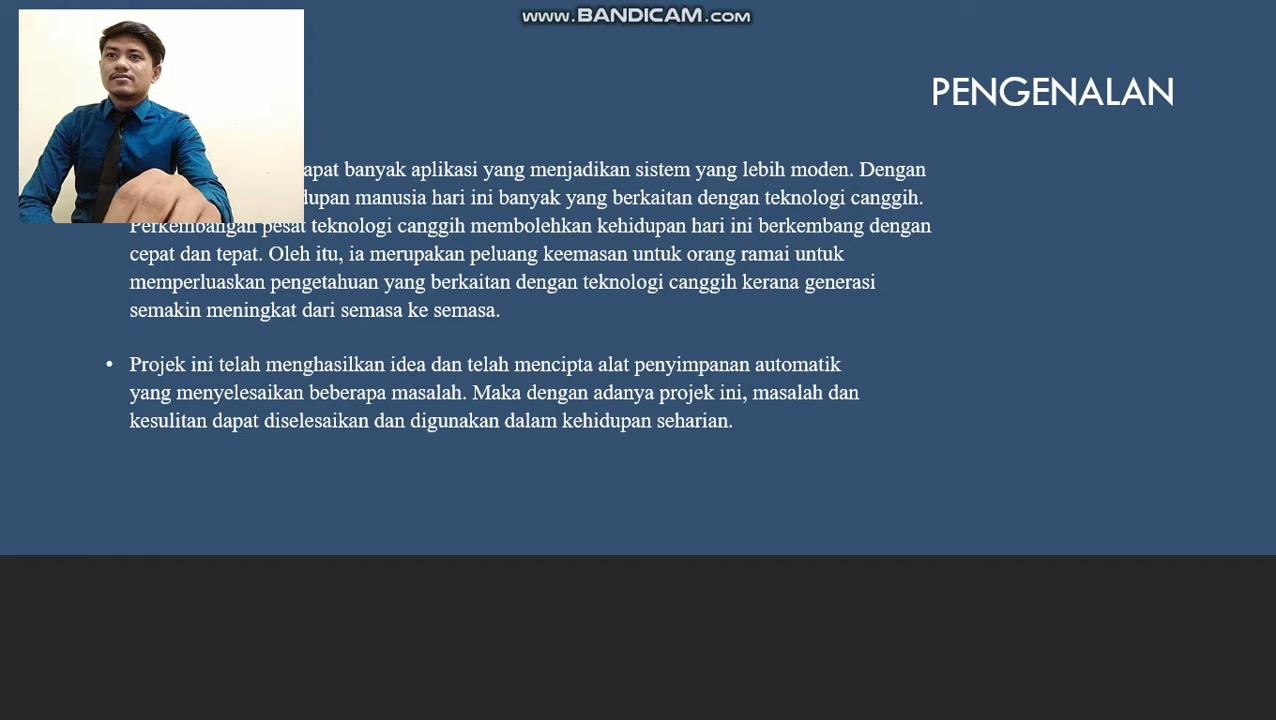 WWW.BANDICAM.COM
PENGENALAN
banyak aplikasi yang menjadikan sistem yang lebih moden. Dengan
manusia hari ini banyak yang berkaitan dengan teknologi canggih.
Perkembangan pesat teknologi canggih membolehkan kehidupan hari ini berkembang dengan
cepat dan tepat. Oleh itu, ia merupakan peluang keemasan untuk orang ramai untuk
memperluaskan pengetahuan yang berkaitan dengan teknologi canggih kerana generasi
semakin meningkat dari semasa ke semasa.
• Projek ini telah menghasilkan idea dan telah mencipta alat penyimpanan automatik
yang menyelesaikan beberapa masalah. Maka dengan adanya projek ini, masalah dan
kesulitan dapat diselesaikan dan digunakan dalam kehidupan seharian.